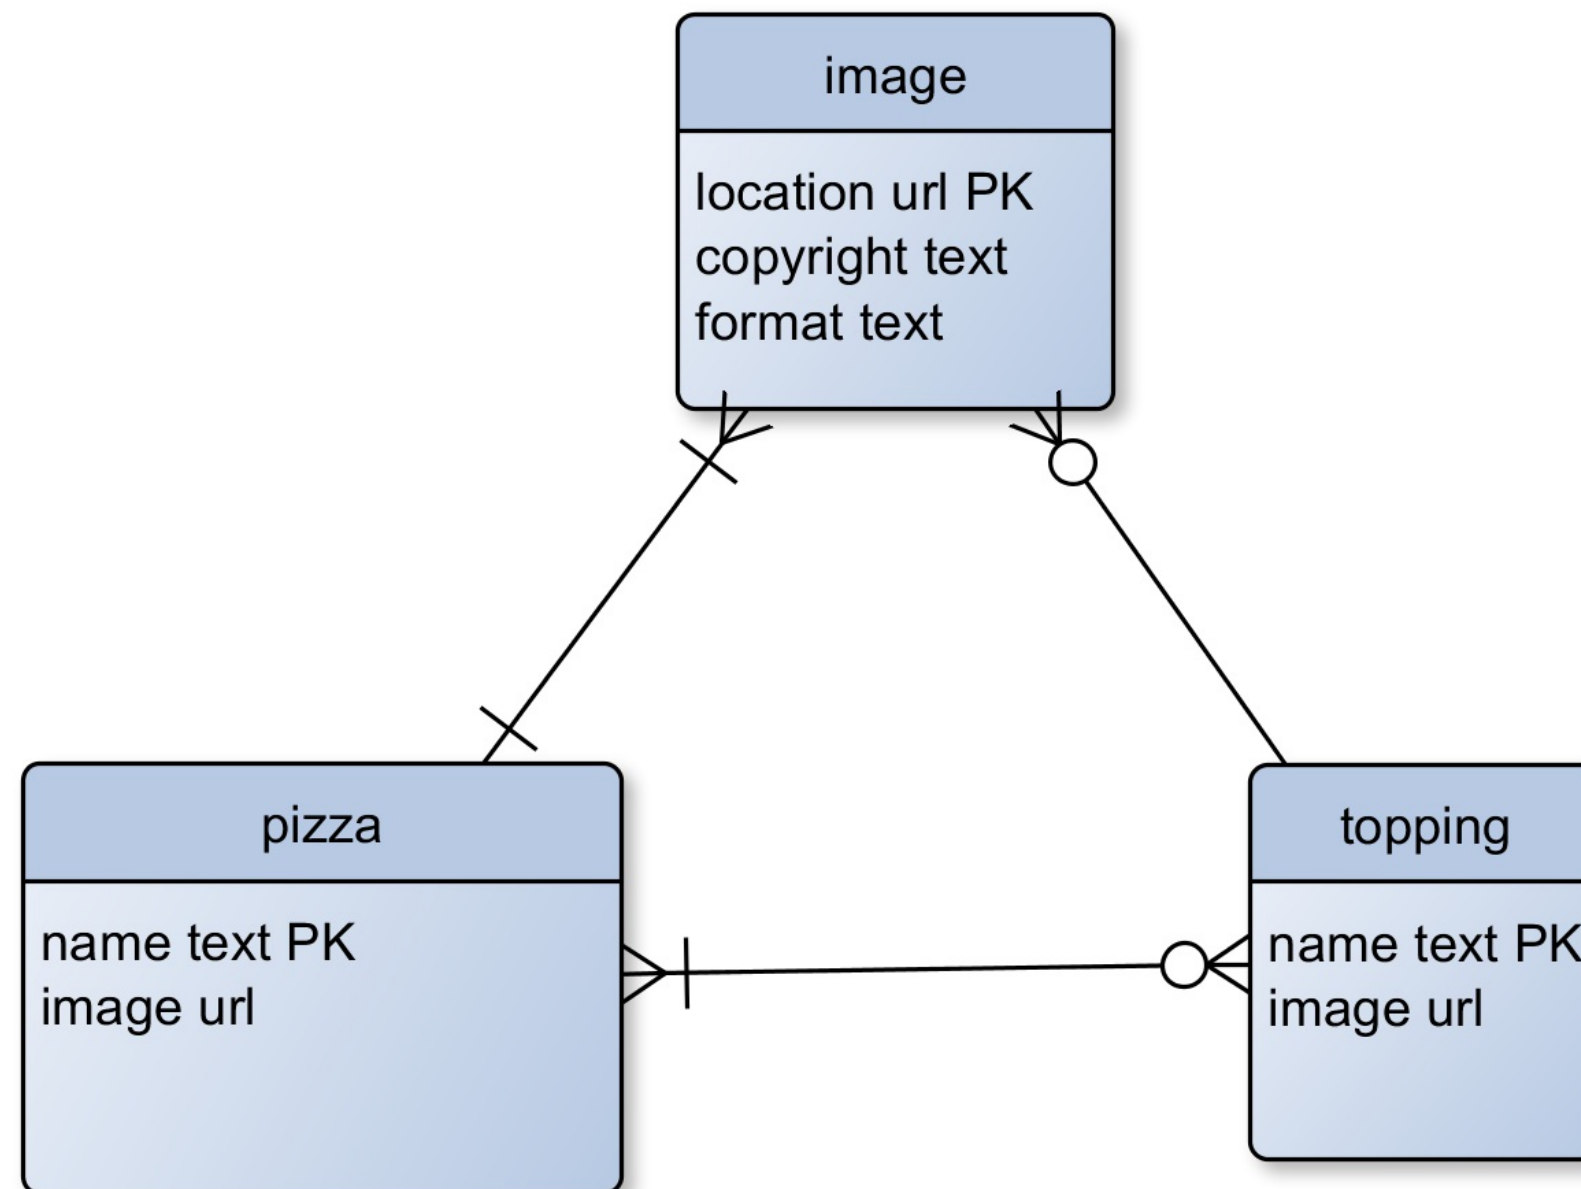 image
location url PK
copyright text
format text
pizza
name text PK
image url
topping
name text PK
image url